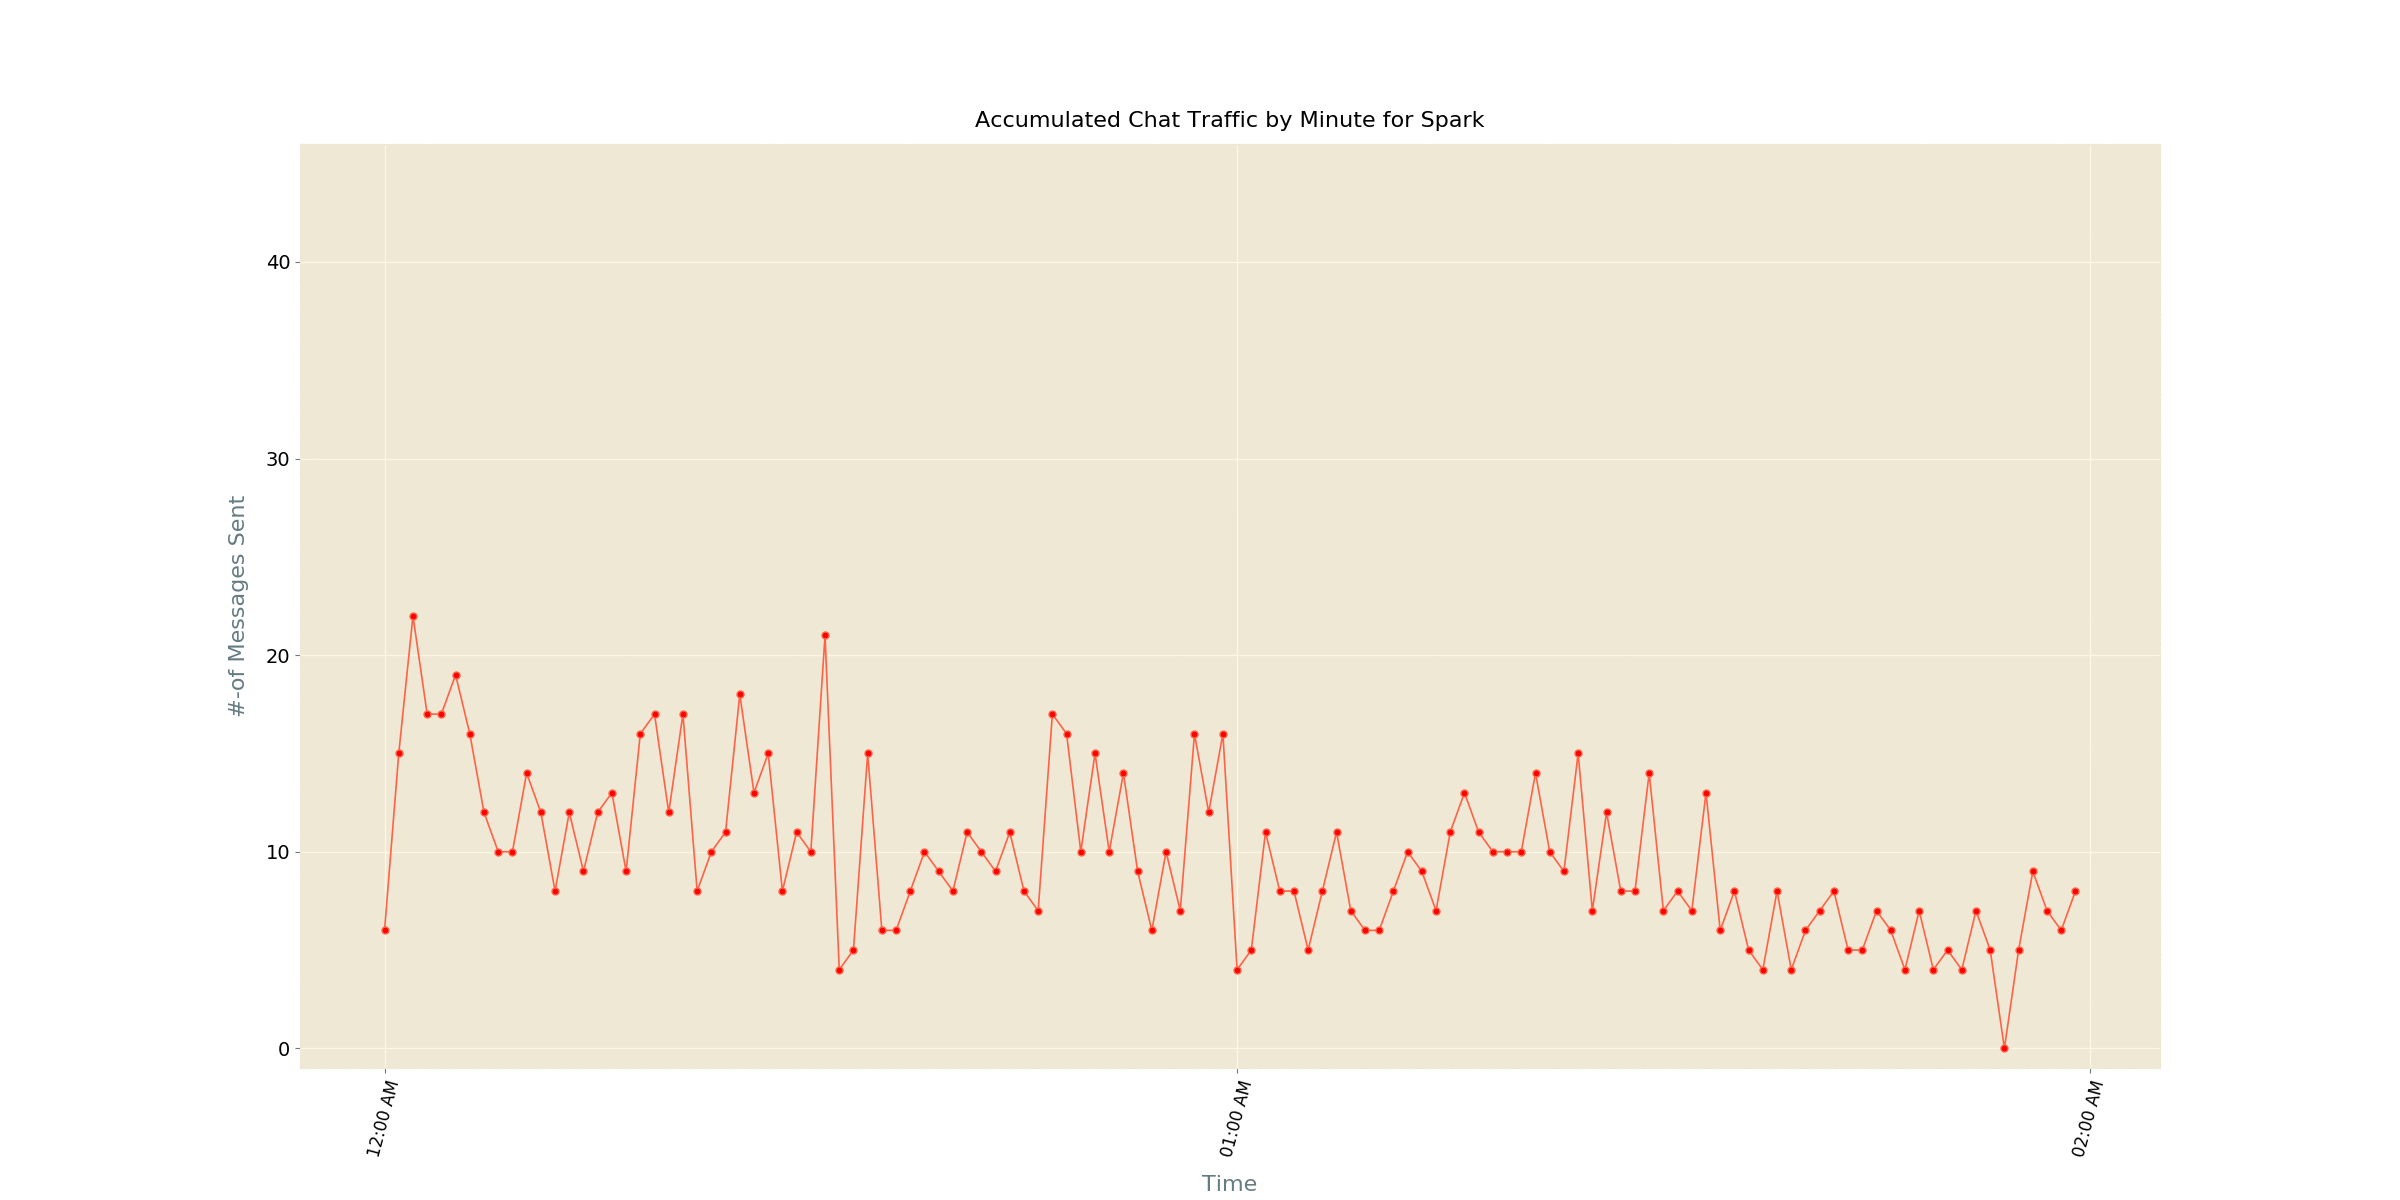 Accumulated Chat Traffic by Minute for Spark
40
30
20
10
0
#-of Messages Sent
12:00 AM
01:00 AM
02:00 AM
Time